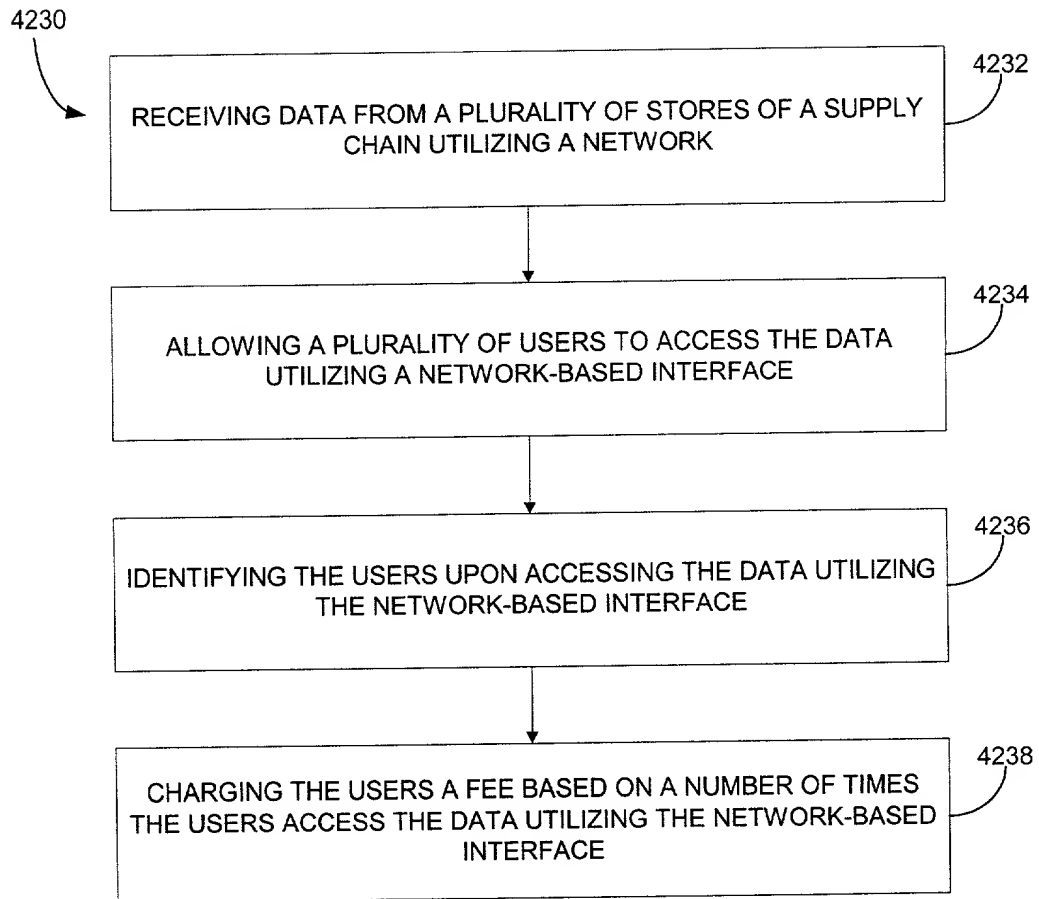 4230
4232
RECEIVING DATA FROM A PLURALITY OF STORES OF A SUPPLY
CHAIN UTILIZING A NETWORK
4234
ALLOWING A PLURALITY OF USERS TO ACCESS THE DATA
UTILIZING A NETWORK-BASED INTERFACE
4236
IDENTIFYING THE USERS UPON ACCESSING THE DATA UTILIZING
THE NETWORK-BASED INTERFACE
4238
CHARGING THE USERS A FEE BASED ON A NUMBER OF TIMES
THE USERS ACCESS THE DATA UTILIZING THE NETWORK-BASED
INTERFACE